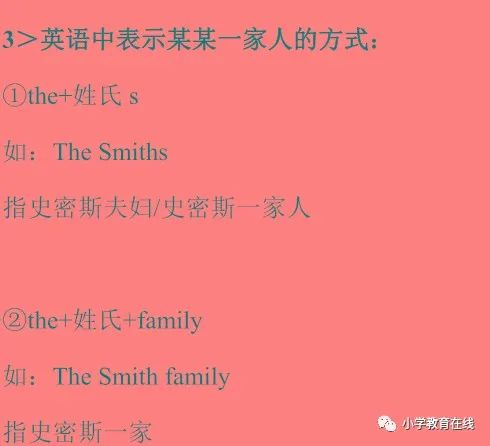 3＞英语中表示某某一家人的方式：
①the+姓氏 s
如：The Smiths
指史密斯夫妇/史密斯一家人
②the+姓氏+family
如：The Smith family
指史密斯一家
小学教育在线